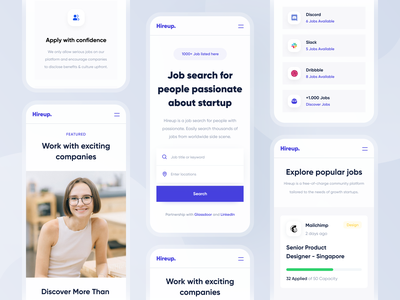 Apply with confidence
We only allow serious jobs on our
platform and encourage companies
to disclose benefits & culture upfront.
Hireup.
FEATURED
Work with exciting
companies
Discover More Than
Hireup.
1000+ Job listed here
Job search for
people passionate
about startup
Hireup is a job search for people with
passionate. Easily search thousands of
jobs from worldwide wide scene.
Job title or keyword
Enter locations
Search
Partnership with Glassdoor and LinkedIn
Hireup.
Work with exciting
companies
Discord
4 Jobs Available
Slack
5 Jobs Available
Dribbble
8 Jobs Available
+1.000 Jobs
Discover Jobs
Hireup.
Explore popular jobs
Hireup is a free-of-charge community platform
tailored to the needs of growth startups.
Mailchimp
2 days ago
Senior Product
Designer - Singapore
32 Applied of 50 Capacity